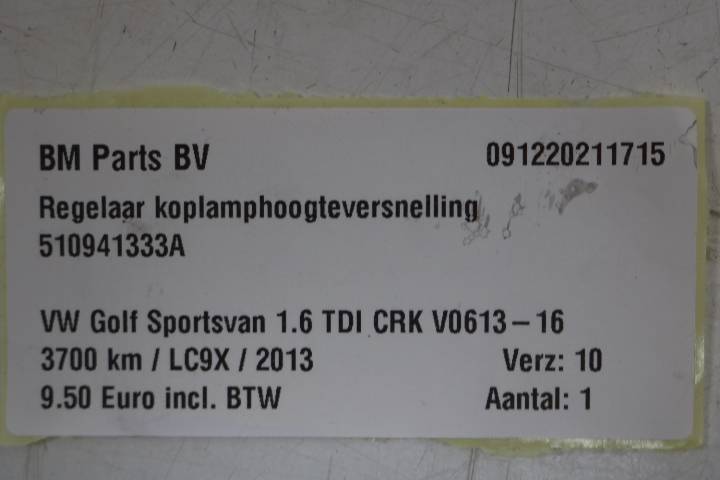 BM Parts BV 091220211715
Regelaar koplamphoogteversnelling
510941333A
VW Golf Sportsvan 1.6 TDI CRK V0613-16
3700 km / LC9X / 2013 Verz: 10
9.50 Euro incl. BTW Aantal: 1